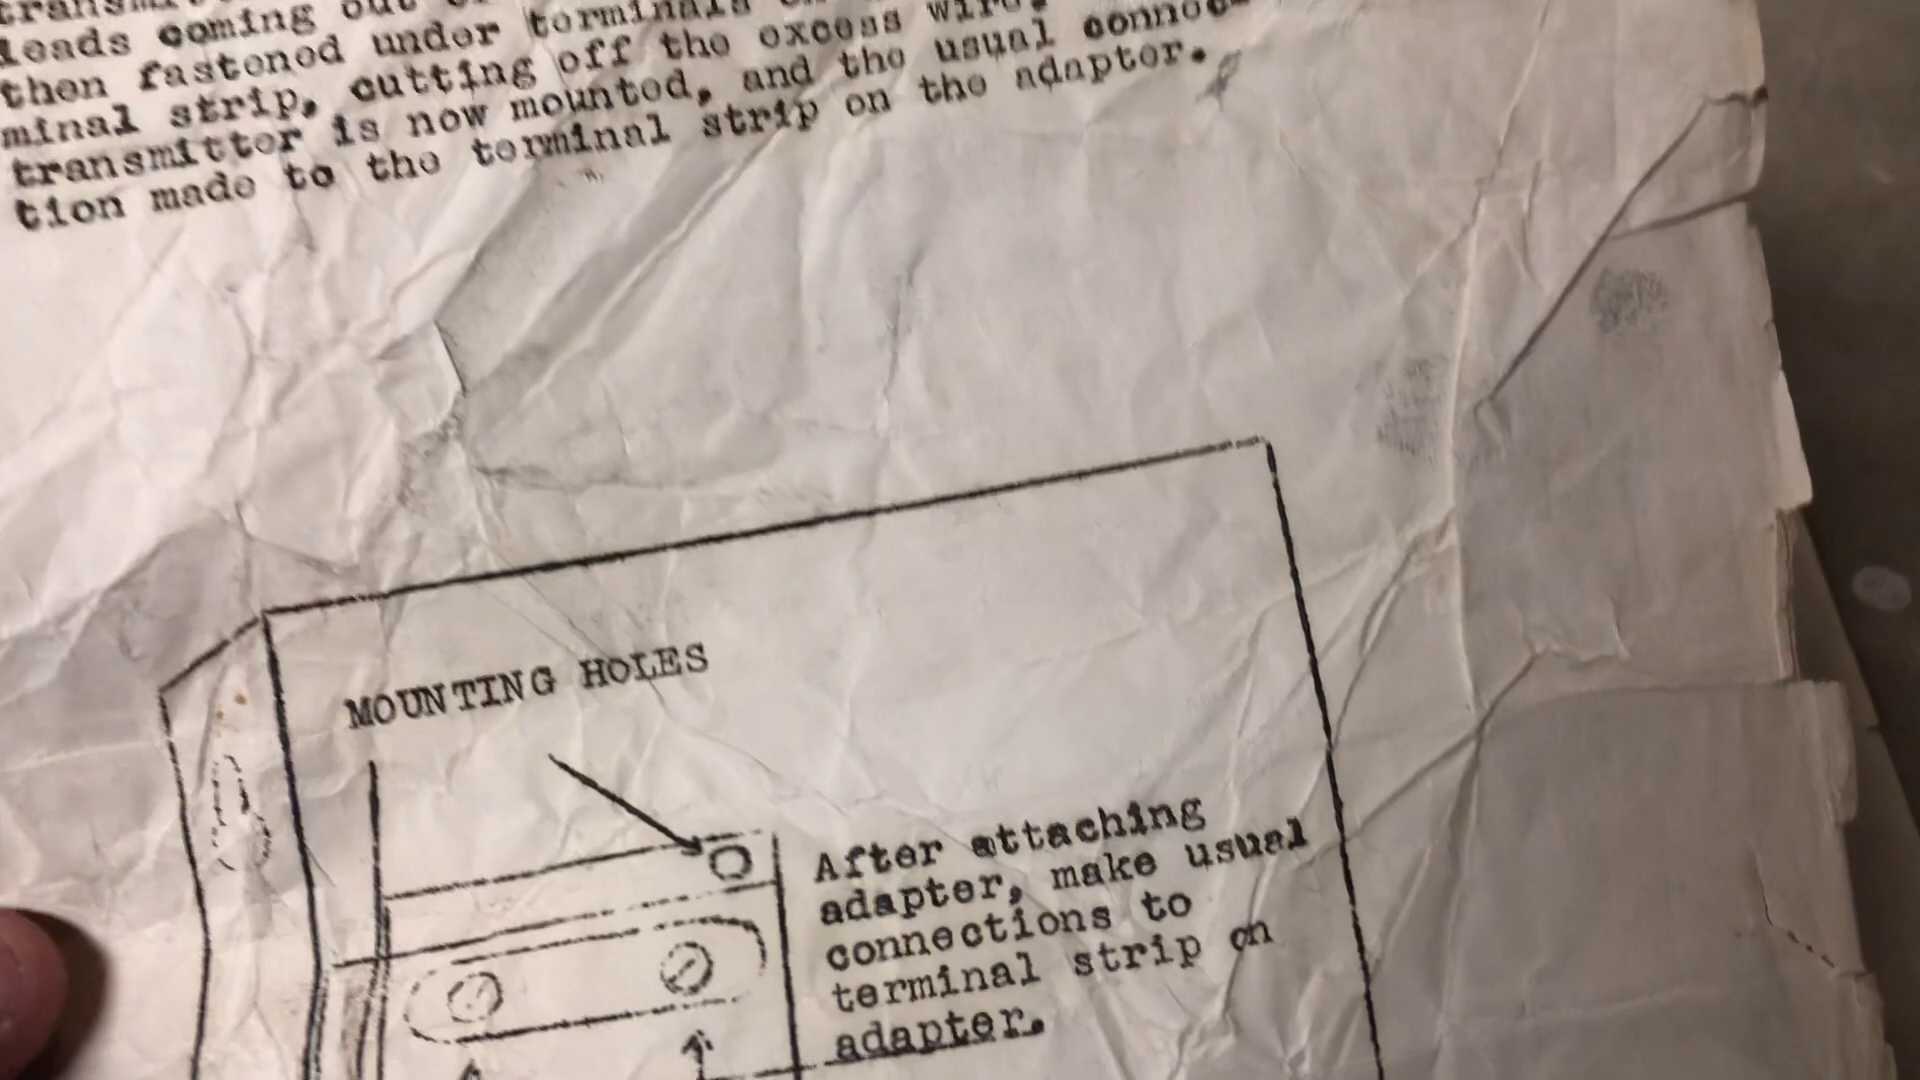 leads coming out
then fastened under terminals
minal strip, cutting off the excess wire.
transmitter is now mounted, and the usual connec-
tion made to the terminal strip on the adapter.
MOUNTING HOLES
After attaching
adapter, make usual
connections to
terminal strip on
adapter.